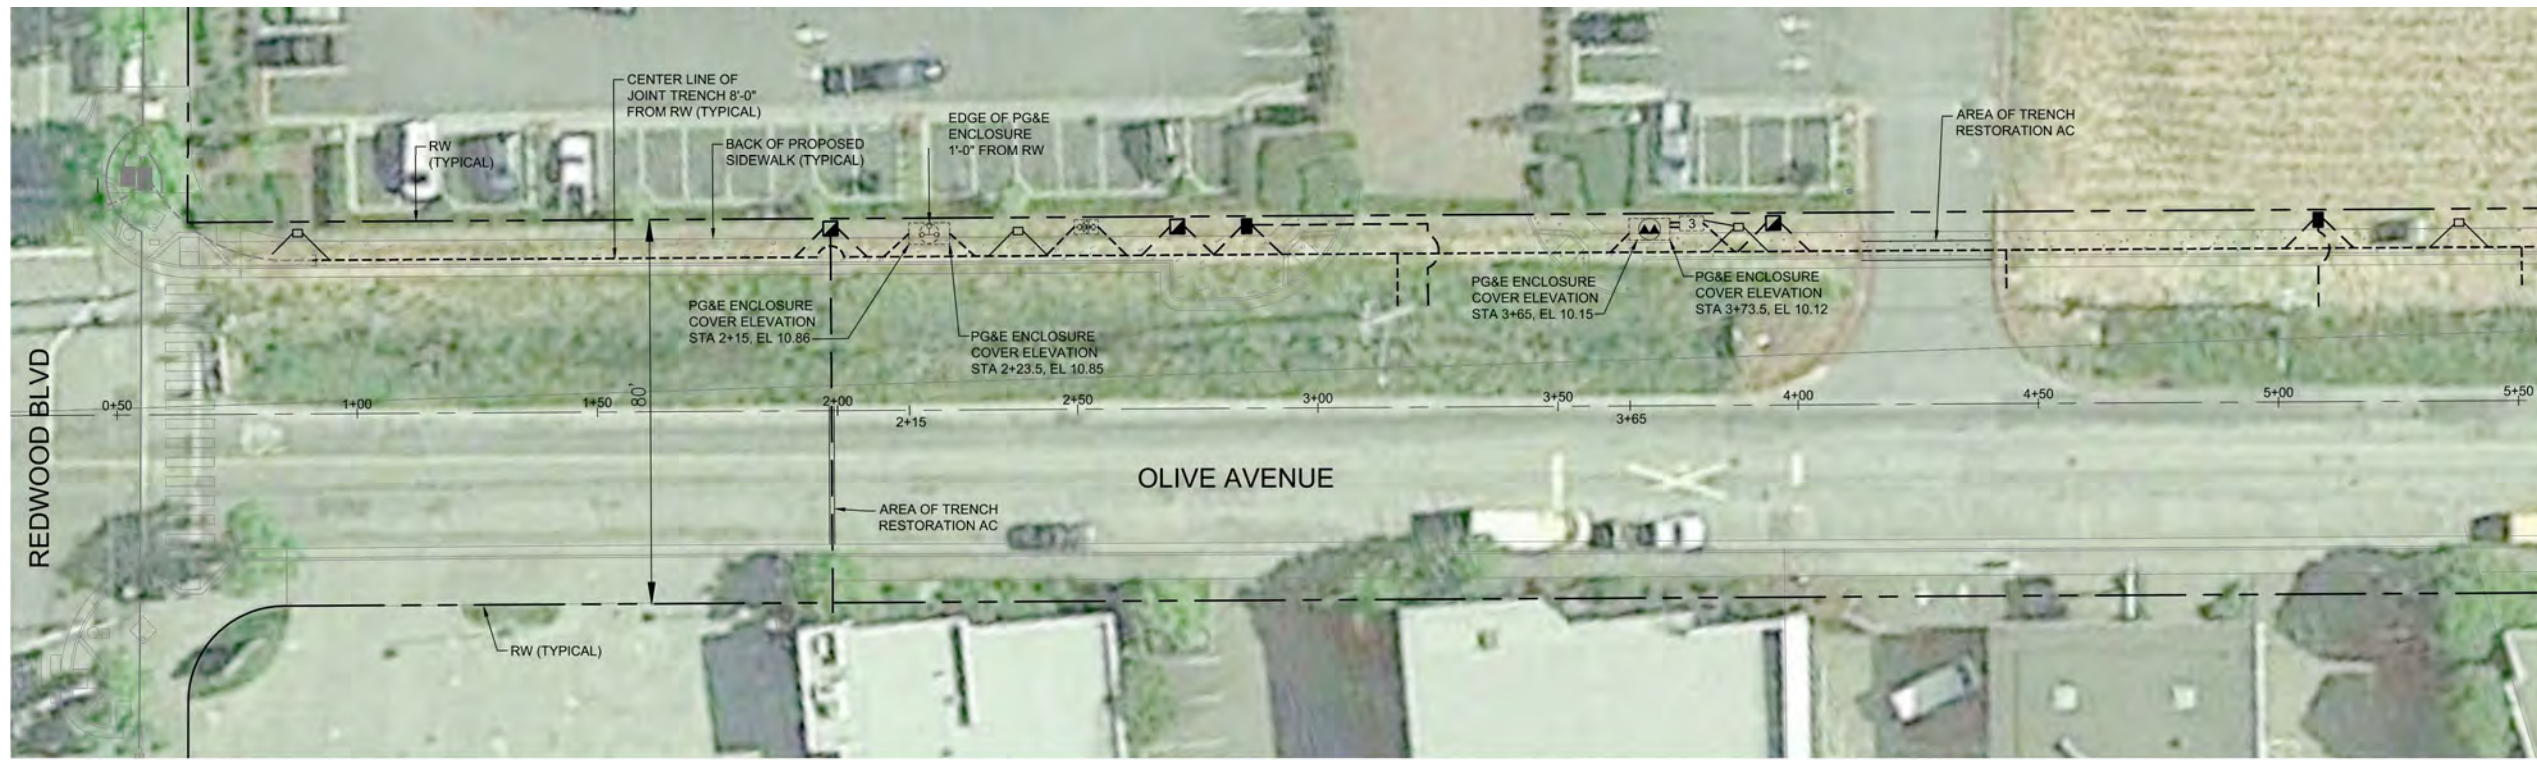 CENTER LINE OF
JOINT TRENCH 8'-0"
FROM RW (TYPICAL)
EDGE OF PG&E
ENCLOSURE
1'-0" FROM RW
AREA OF TRENCH
RESTORATION AC
RW
(TYPICAL)
BACK OF PROPOSED
SIDEWALK (TYPICAL)
3
PG&E ENCLOSURE
COVER ELEVATION
STA 2+15, EL 10.86
PG&E ENCLOSURE
COVER ELEVATION
STA 2+23.5, EL 10.85
PG&E ENCLOSURE
COVER ELEVATION
STA 3+65, EL 10.15
PG&E ENCLOSURE
COVER ELEVATION
STA 3+73.5, EL 10.12
REDWOOD BLVD
80'
0+50
1+00
1+50
2+00
2+15
2+50
3+00
3+50
3+65
4+00
4+50
5+00
5+50
OLIVE AVENUE
AREA OF TRENCH
RESTORATION AC
RW (TYPICAL)